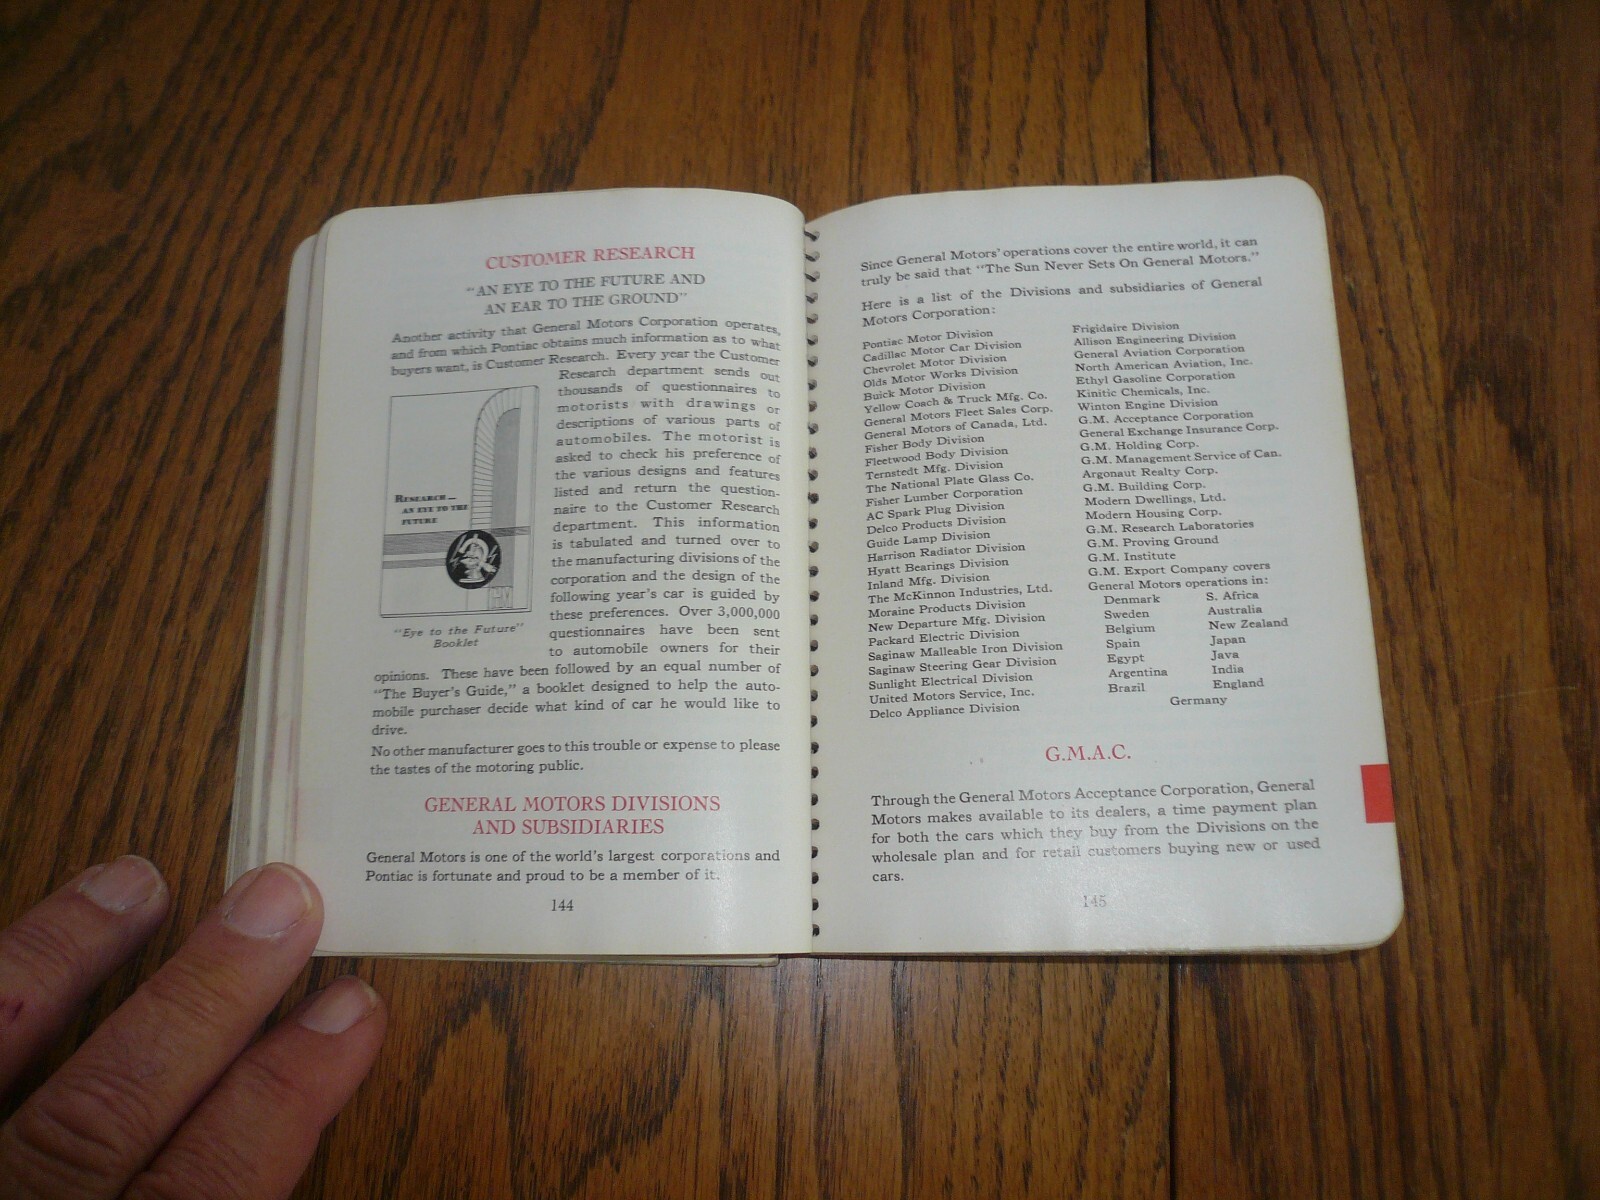 CUSTOMER RESEARCH
"AN EYE TO THE FUTURE AND
AN EAR TO THE GROUND"
Another activity that General Motors Corporation operates,
and from which Pontiac obtains much information as to what
buyers want, is Customer Research. Every year the Customer
Research department sends out
thousands of questionnaires to
motorists with drawings or
descriptions of various parts of
automobiles. The motorist is
asked to check his preference of
the various designs and features
listed and return the question-
naire to the Customer Research
department. This information
is tabulated and turned over to
the manufacturing divisions of the
corporation and the design of the
following year's car is guided by
these preferences. Over 3,000,000
questionnaires have been sent
to automobile owners for their
opinions. These have been followed by an equal number of
"The Buyer's Guide," a booklet designed to help the auto-
mobile purchaser decide what kind of car he would like to
drive.
RESEARCH—
AN EYE TO THE
FUTURE
GM
"Eye to the Future"
Booklet
No other manufacturer goes to this trouble or expense to please
the tastes of the motoring public.
GENERAL MOTORS DIVISIONS
AND SUBSIDIARIES
General Motors is one of the world's largest corporations and
Pontiac is fortunate and proud to be a member of it.
144
Since General Motors' operations cover the entire world, it can
truly be said that "The Sun Never Sets On General Motors."
Here is a list of the Divisions and subsidiaries of General
Motors Corporation:
Pontiac Motor Division
Cadillac Motor Car Division
Chevrolet Motor Division
Olds Motor Works Division
Buick Motor Division
Yellow Coach & Truck Mfg. Co.
General Motors Fleet Sales Corp.
General Motors of Canada, Ltd.
Fisher Body Division
Fleetwood Body Division
Ternstedt Mfg. Division
The National Plate Glass Co.
Fisher Lumber Corporation
AC Spark Plug Division
Delco Products Division
Guide Lamp Division
Harrison Radiator Division
Hyatt Bearings Division
Inland Mfg. Division
The McKinnon Industries, Ltd.
Moraine Products Division
New Departure Mfg. Division
Packard Electric Division
Saginaw Malleable Iron Division
Saginaw Steering Gear Division
Sunlight Electrical Division
United Motors Service, Inc.
Delco Appliance Division
Frigidaire Division
Allison Engineering Division
General Aviation Corporation
North American Aviation, Inc.
Ethyl Gasoline Corporation
Kinitic Chemicals, Inc.
Winton Engine Division
G.M. Acceptance Corporation
General Exchange Insurance Corp.
G.M. Holding Corp.
G.M. Management Service of Can.
Argonaut Realty Corp.
G.M. Building Corp.
Modern Dwellings, Ltd.
Modern Housing Corp.
G.M. Research Laboratories
G.M. Proving Ground
G.M. Institute
G.M. Export Company covers
General Motors operations in:
Denmark S. Africa
Sweden Australia
Belgium New Zealand
Spain Japan
Egypt Java
Argentina India
Brazil England
Germany
G.M.A.C.
Through the General Motors Acceptance Corporation, General
Motors makes available to its dealers, a time payment plan
for both the cars which they buy from the Divisions on the
wholesale plan and for retail customers buying new or used
cars.
145